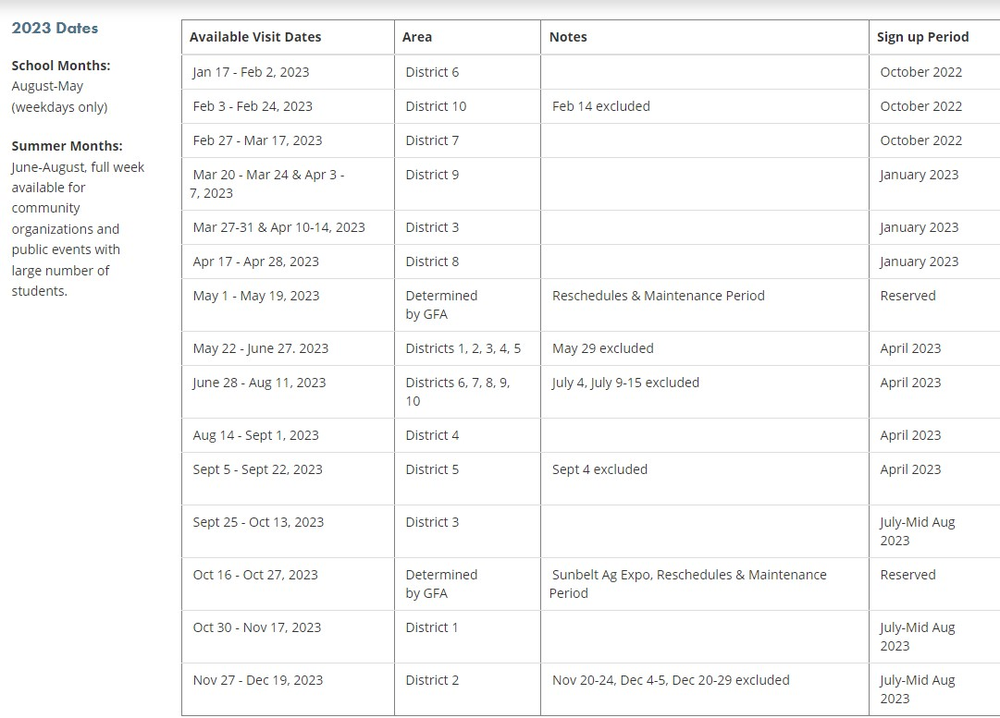 2023 Dates
School Months:
August-May
(weekdays only)
Summer Months:
June-August, full week
available for
community
organizations and
public events with
large number of
students.
Available Visit Dates Area Notes Sign up Period
Jan 17 - Feb 2, 2023 District 6 October 2022
Feb 3 - Feb 24, 2023 District 10 Feb 14 excluded October 2022
Feb 27 - Mar 17, 2023 District 7 October 2022
Mar 20 - Mar 24 & Apr 3 - District 9 January 2023
7, 2023
Mar 27-31 & Apr 10-14, 2023 District 3 January 2023
Apr 17 - Apr 28, 2023 District 8 January 2023
May 1 - May 19, 2023 Determined Reschedules & Maintenance Period Reserved
by GFA
May 22 - June 27. 2023 Districts 1, 2, 3, 4, 5 May 29 excluded April 2023
June 28 - Aug 11, 2023 Districts 6, 7, 8, 9, July 4, July 9-15 excluded April 2023
10
Aug 14 - Sept 1, 2023 District 4 April 2023
Sept 5 - Sept 22, 2023 District 5 Sept 4 excluded April 2023
Sept 25 - Oct 13, 2023 District 3 July-Mid Aug
2023
Oct 16 - Oct 27, 2023 Determined Sunbelt Ag Expo, Reschedules & Maintenance Reserved
by GFA Period
Oct 30 - Nov 17, 2023 District 1 July-Mid Aug
2023
Nov 27 - Dec 19, 2023 District 2 Nov 20-24, Dec 4-5, Dec 20-29 excluded July-Mid Aug
2023